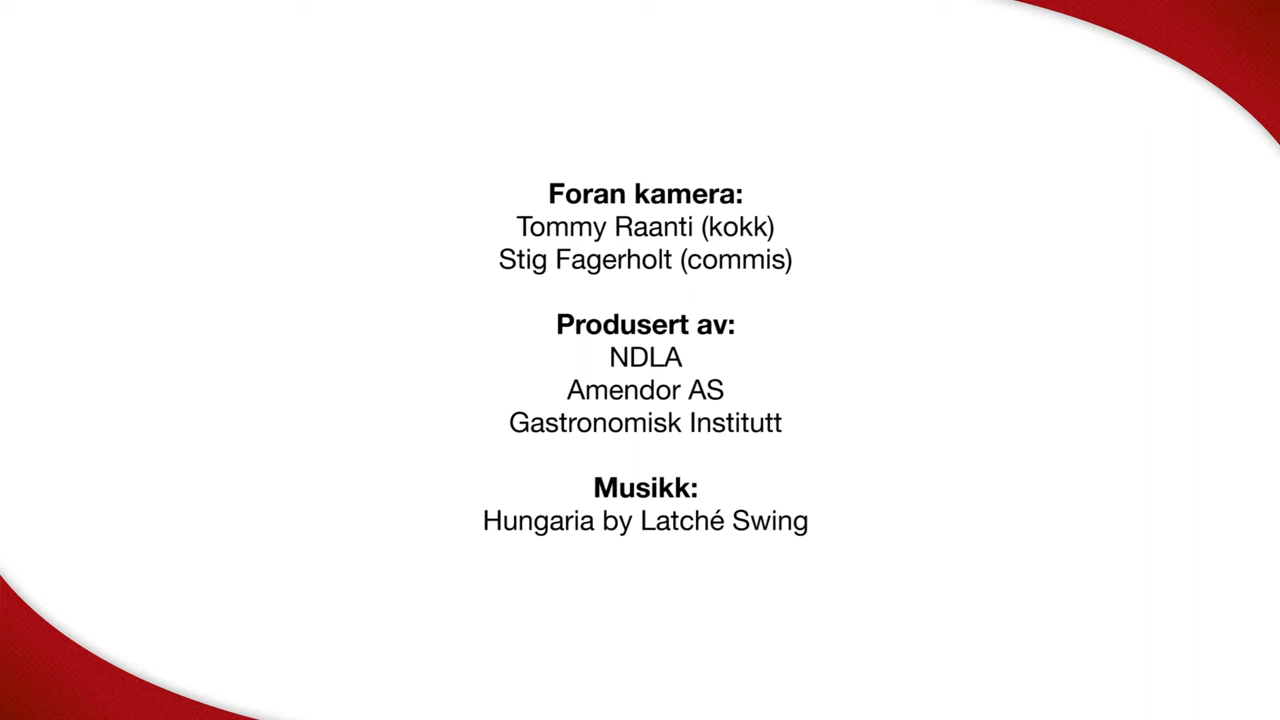 Foran kamera:
Tommy Raanti (kokk)
Stig Fagerholt (commis)
Produsert av:
NDLA
Amendor AS
Gastronomisk Institutt
Musikk:
Hungaria by Latché Swing